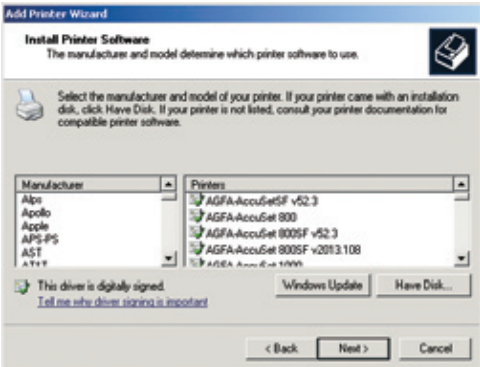 Add Printer Wizard
Install Printer Software
The manufacturer and model determine which printer software to use.
Select the manufacturer and model of your printer. If your printer came with an installation
disk, click Have Disk. If your printer is not listed, consult your printer documentation for
compatible printer software.
Manufacturer
Alps
Apollo
Apple
APS-PS
AST
AT&T
Printers
AGFA-AccuSetSF v52.3
AGFA-AccuSet 800
AGFA-AccuSet 800SF v52.3
AGFA-AccuSet 800SF v2013.108
AGFA-AccuSet 1000
This driver is digitally signed.
Tell me why driver signing is important
Windows Update
Have Disk...
< Back
Next >
Cancel